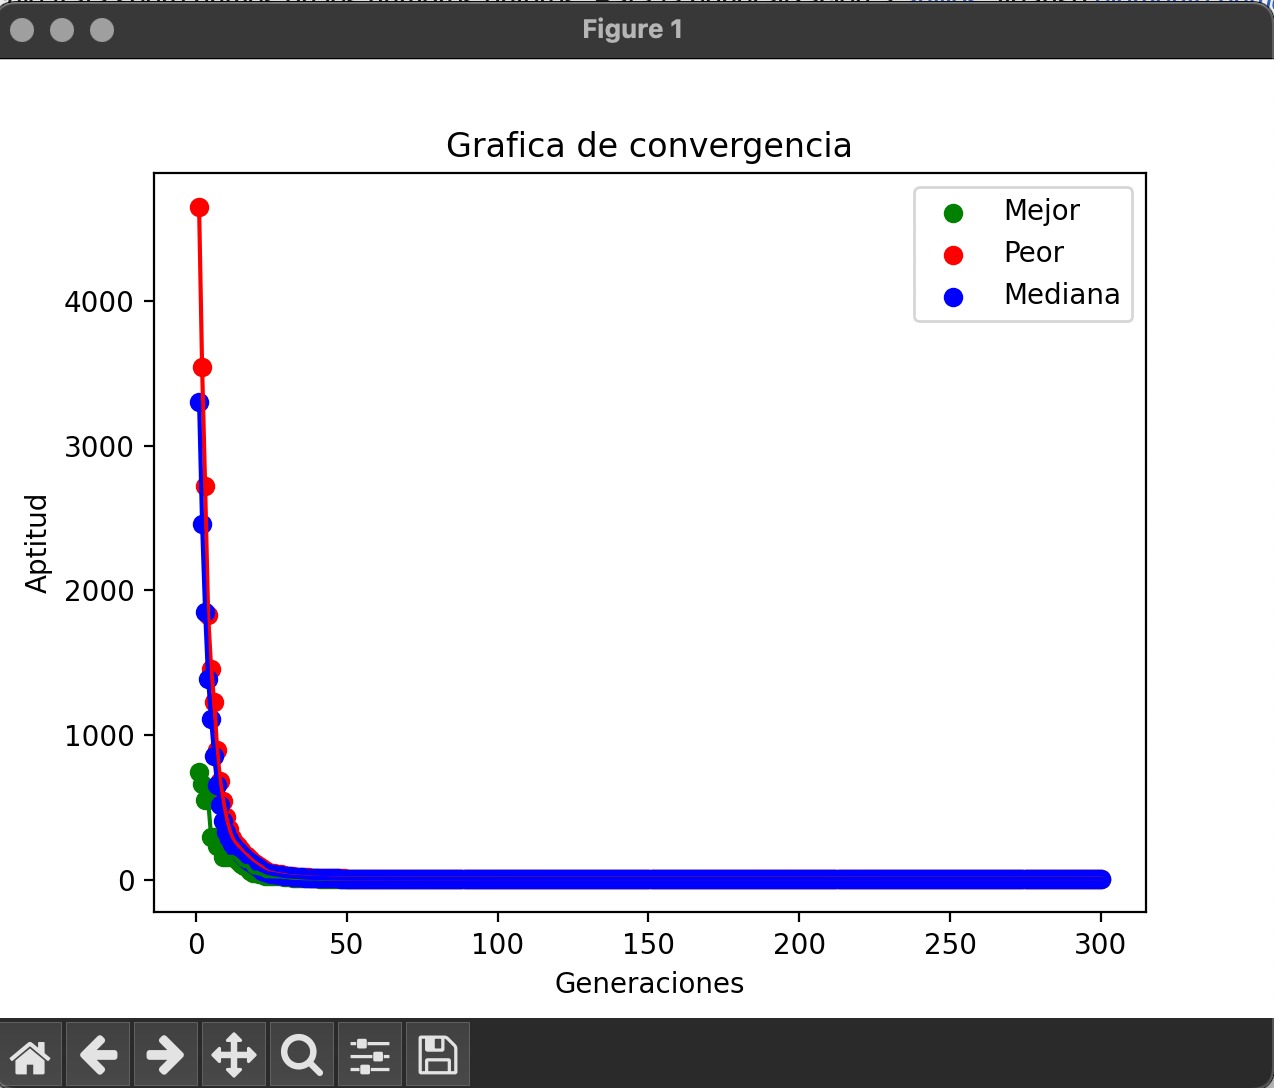 Figure 1
Grafica de convergencia
Mejor
Peor
Mediana
4000
3000
2000
1000
0
Aptitud
0 50 100 150 200 250 300
Generaciones